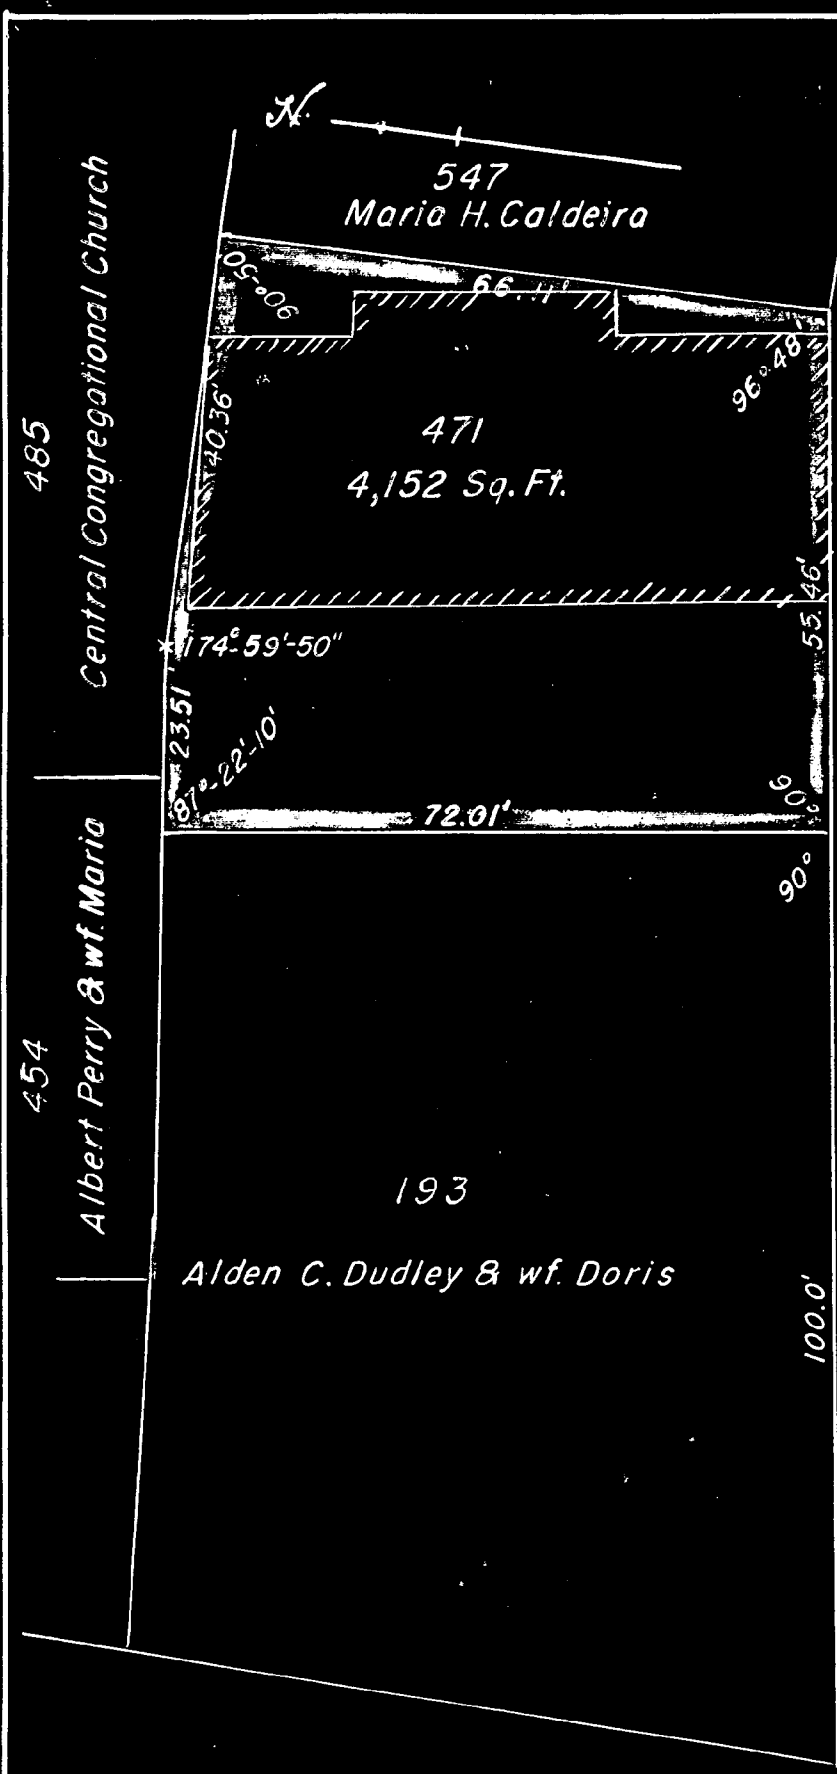 N.
547
Maria H. Caldeira
485
Central Congregational Church
90°-50'
66.11'
96°-48'
40.36'
471
4,152 Sq. Ft.
55.46'
174°-59'-50"
23.51'
87°-22'-10"
72.01'
90°
90°
454
Albert Perry & wf. Maria
193
Alden C. Dudley & wf. Doris
100.0'